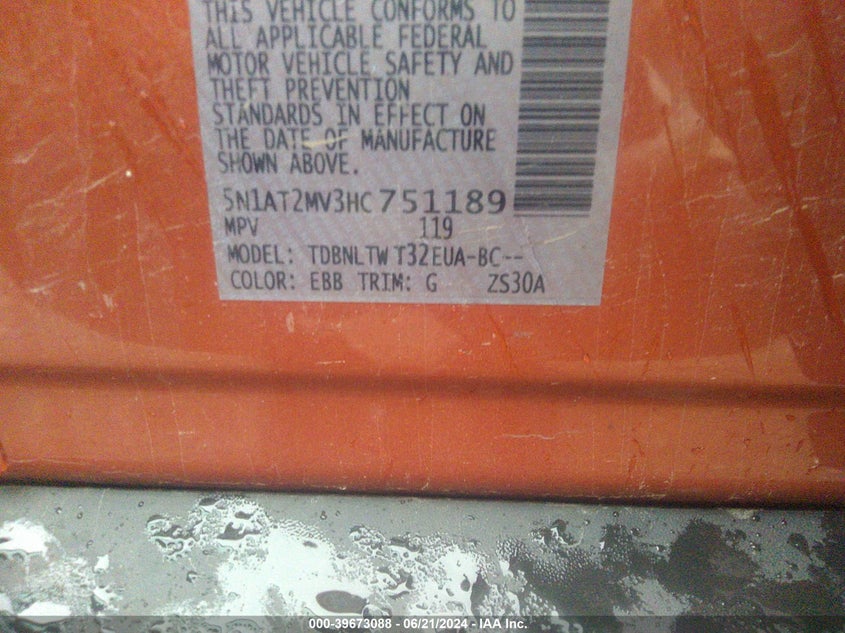 THIS VEHICLE CONFORMS TO
ALL APPLICABLE FEDERAL
MOTOR VEHICLE SAFETY AND
THEFT PREVENTION
STANDARDS IN EFFECT ON
THE DATE OF MANUFACTURE
SHOWN ABOVE.
5N1AT2MV3HC751189
MPV 119
MODEL: TDBNLTW T32EUA-BC--
COLOR: EBB TRIM: G ZS30A
000-39673088 - 06/21/2024 - IAA Inc.